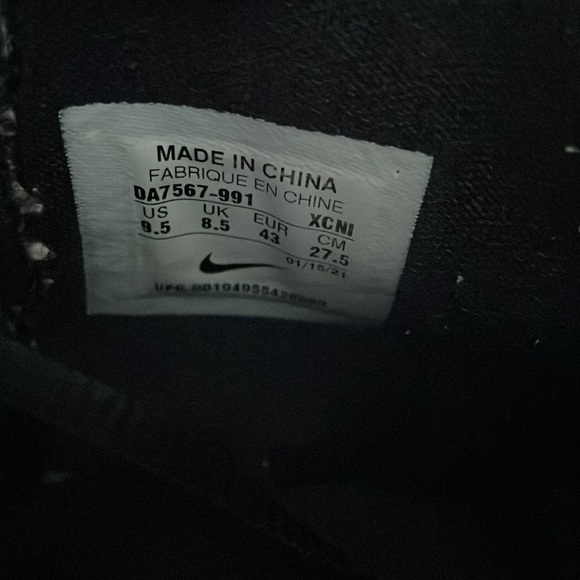 MADE IN CHINA
FABRIQUE EN CHINE
DA7567-991 XCNI
US UK EUR CM
9.5 8.5 43 27.5
01/15/21